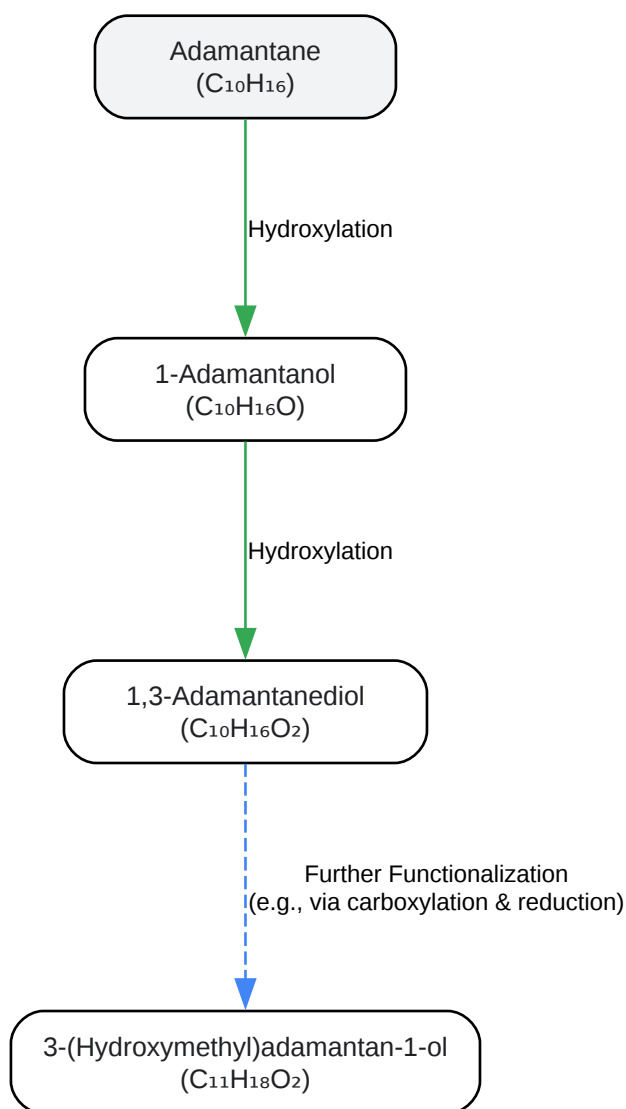 Adamantane
(C₁₀H₁₆)
Hydroxylation
1-Adamantanol
(C₁₀H₁₆O)
Hydroxylation
1,3-Adamantanediol
(C₁₀H₁₆O₂)
Further Functionalization
(e.g., via carboxylation & reduction)
3-(Hydroxymethyl)adamantan-1-ol
(C₁₁H₁₈O₂)